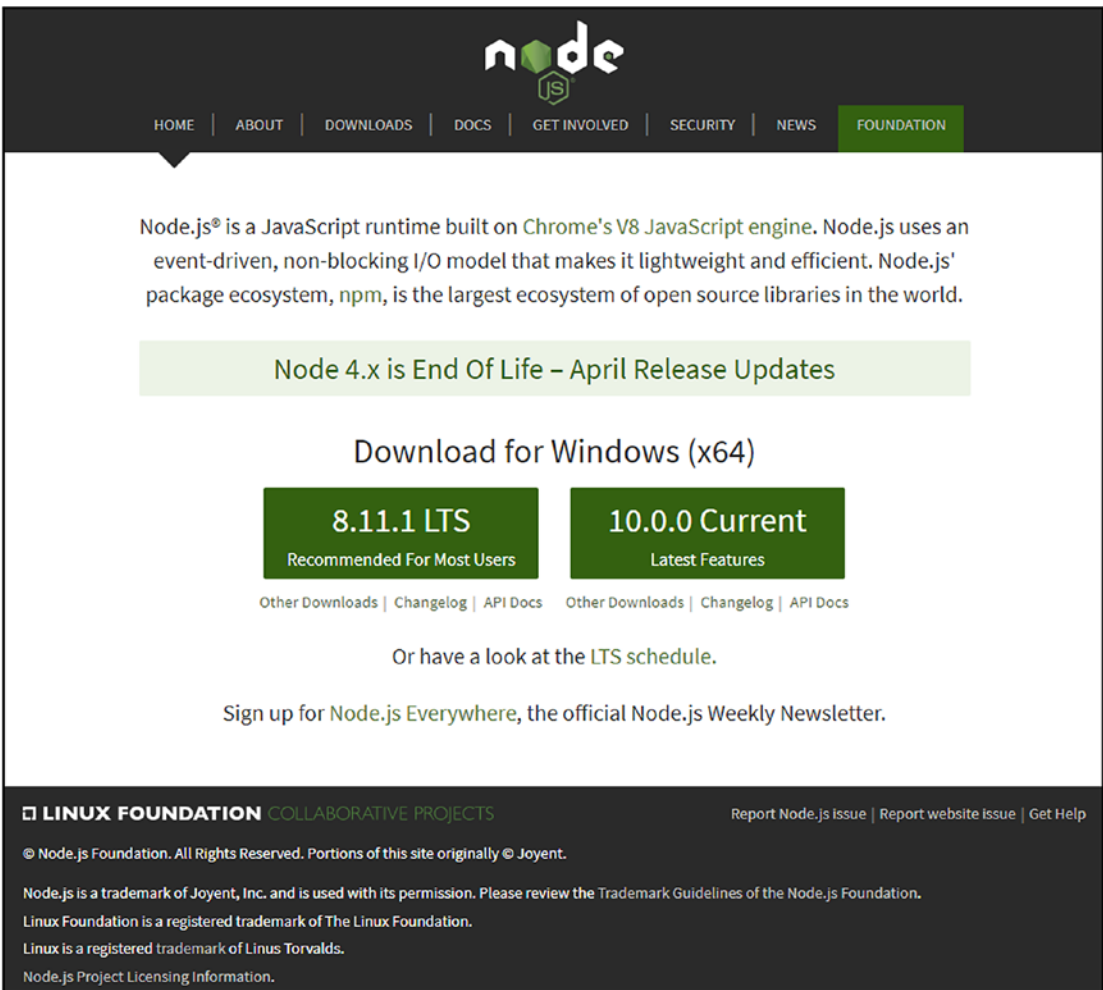 node
JS
HOME | ABOUT | DOWNLOADS | DOCS | GET INVOLVED | SECURITY | NEWS FOUNDATION
Node.js® is a JavaScript runtime built on Chrome's V8 JavaScript engine. Node.js uses an
event-driven, non-blocking I/O model that makes it lightweight and efficient. Node.js'
package ecosystem, npm, is the largest ecosystem of open source libraries in the world.
Node 4.x is End Of Life – April Release Updates
Download for Windows (x64)
8.11.1 LTS
Recommended For Most Users
10.0.0 Current
Latest Features
Other Downloads | Changelog | API Docs
Other Downloads | Changelog | API Docs
Or have a look at the LTS schedule.
Sign up for Node.js Everywhere, the official Node.js Weekly Newsletter.
LINUX FOUNDATION COLLABORATIVE PROJECTS
Report Node.js issue | Report website issue | Get Help
© Node.js Foundation. All Rights Reserved. Portions of this site originally © Joyent.
Node.js is a trademark of Joyent, Inc. and is used with its permission. Please review the Trademark Guidelines of the Node.js Foundation.
Linux Foundation is a registered trademark of The Linux Foundation.
Linux is a registered trademark of Linus Torvalds.
Node.js Project Licensing Information.